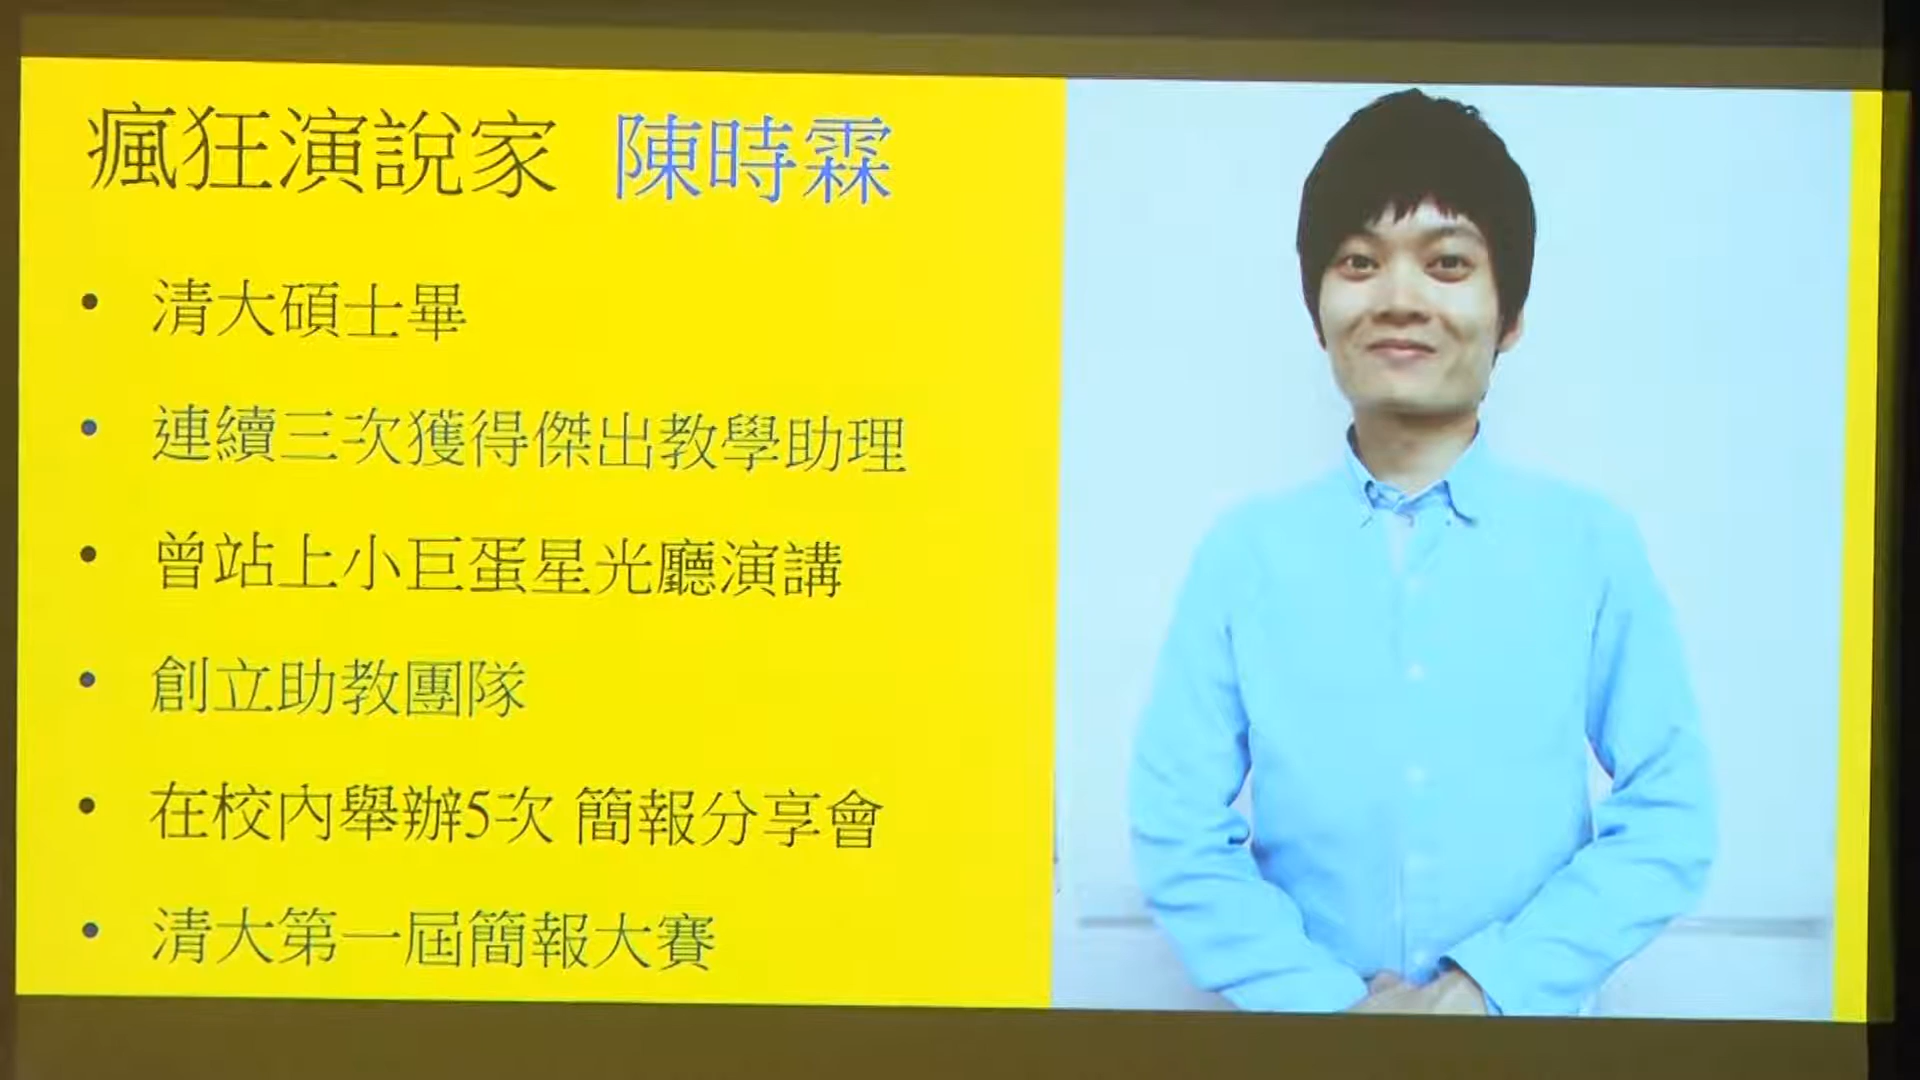 瘋狂演說家 陳時霖
• 清大碩士畢
• 連續三次獲得傑出教學助理
• 曾站上小巨蛋星光廳演講
• 創立助教團隊
• 在校內舉辦5次 簡報分享會
• 清大第一屆簡報大賽